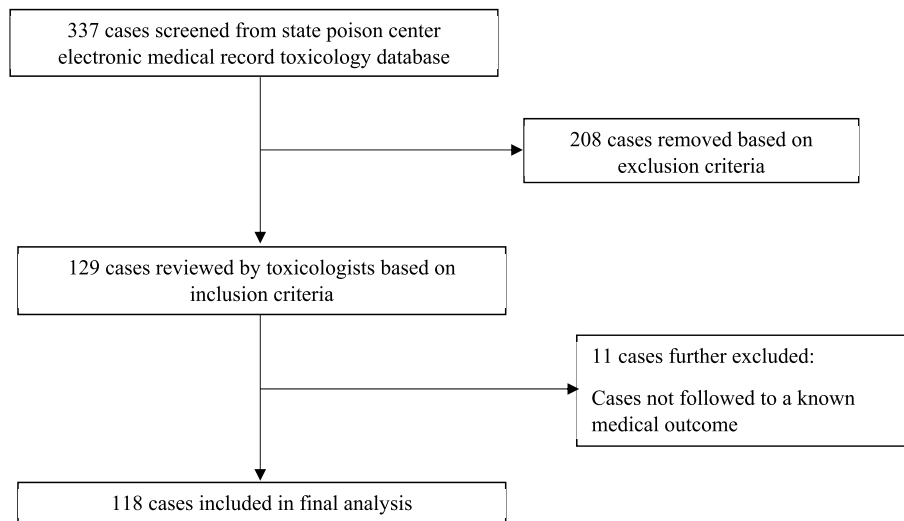 337 cases screened from state poison center
electronic medical record toxicology database
208 cases removed based on
exclusion criteria
129 cases reviewed by toxicologists based on
inclusion criteria
11 cases further excluded:
Cases not followed to a known
medical outcome
118 cases included in final analysis